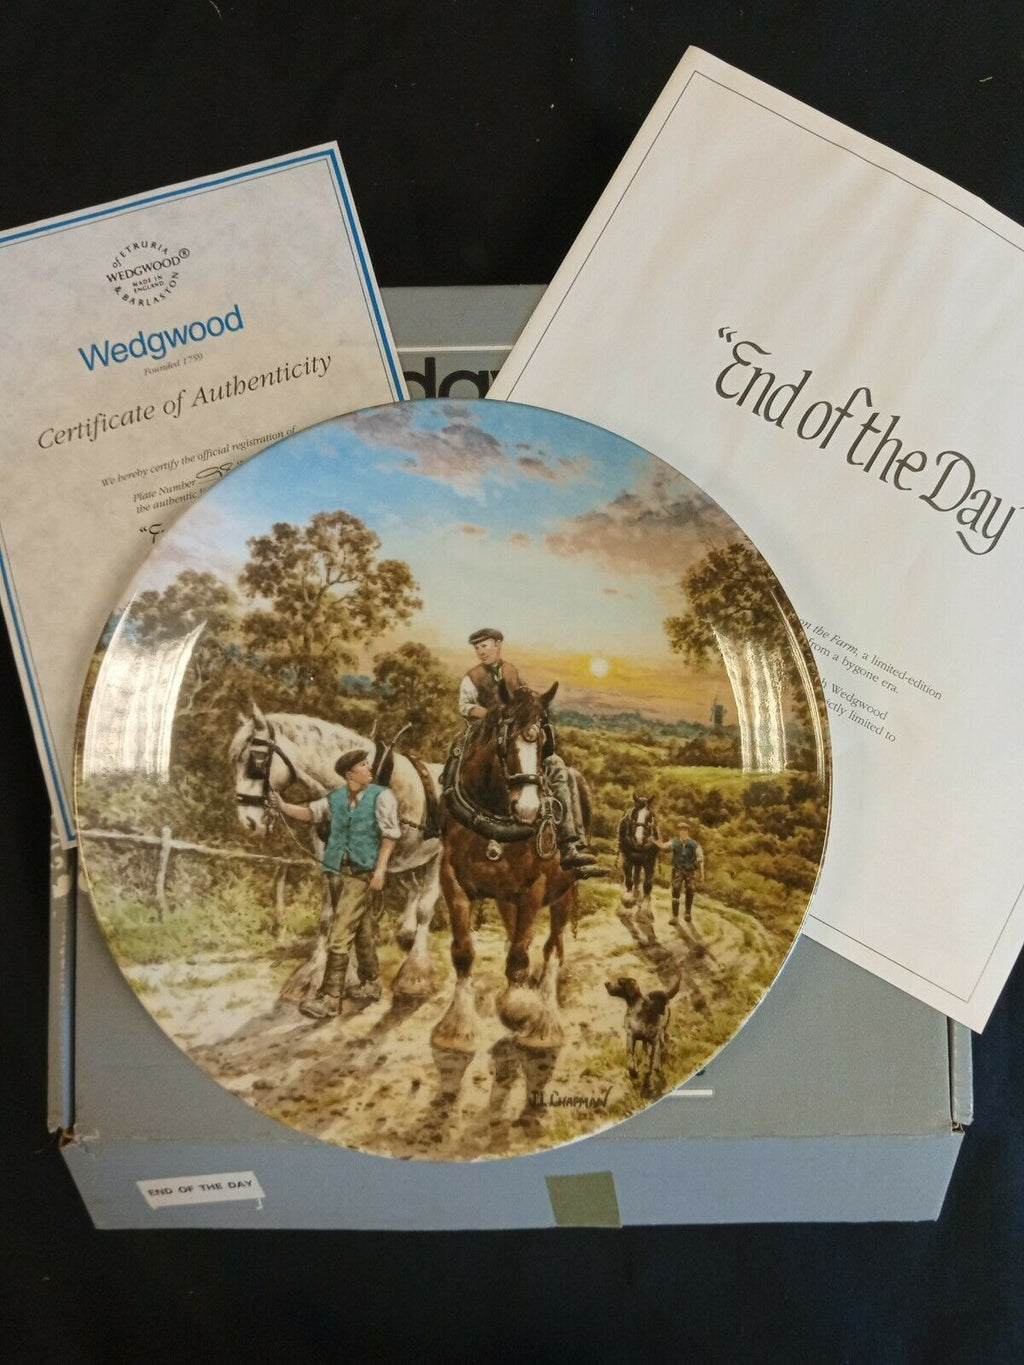 of ETRURIA
WEDGWOOD®
MADE IN
ENGLAND
& BARLASTON
Wedgwood
Founded 1759
Certificate of Authenticity
We hereby certify the official registration of
Plate Number
the authentic
"End of the Day"
on the Farm, a limited-edition
from a bygone era.
Wedgwood
limited to
J.L. CHAPMAN
END OF THE DAY